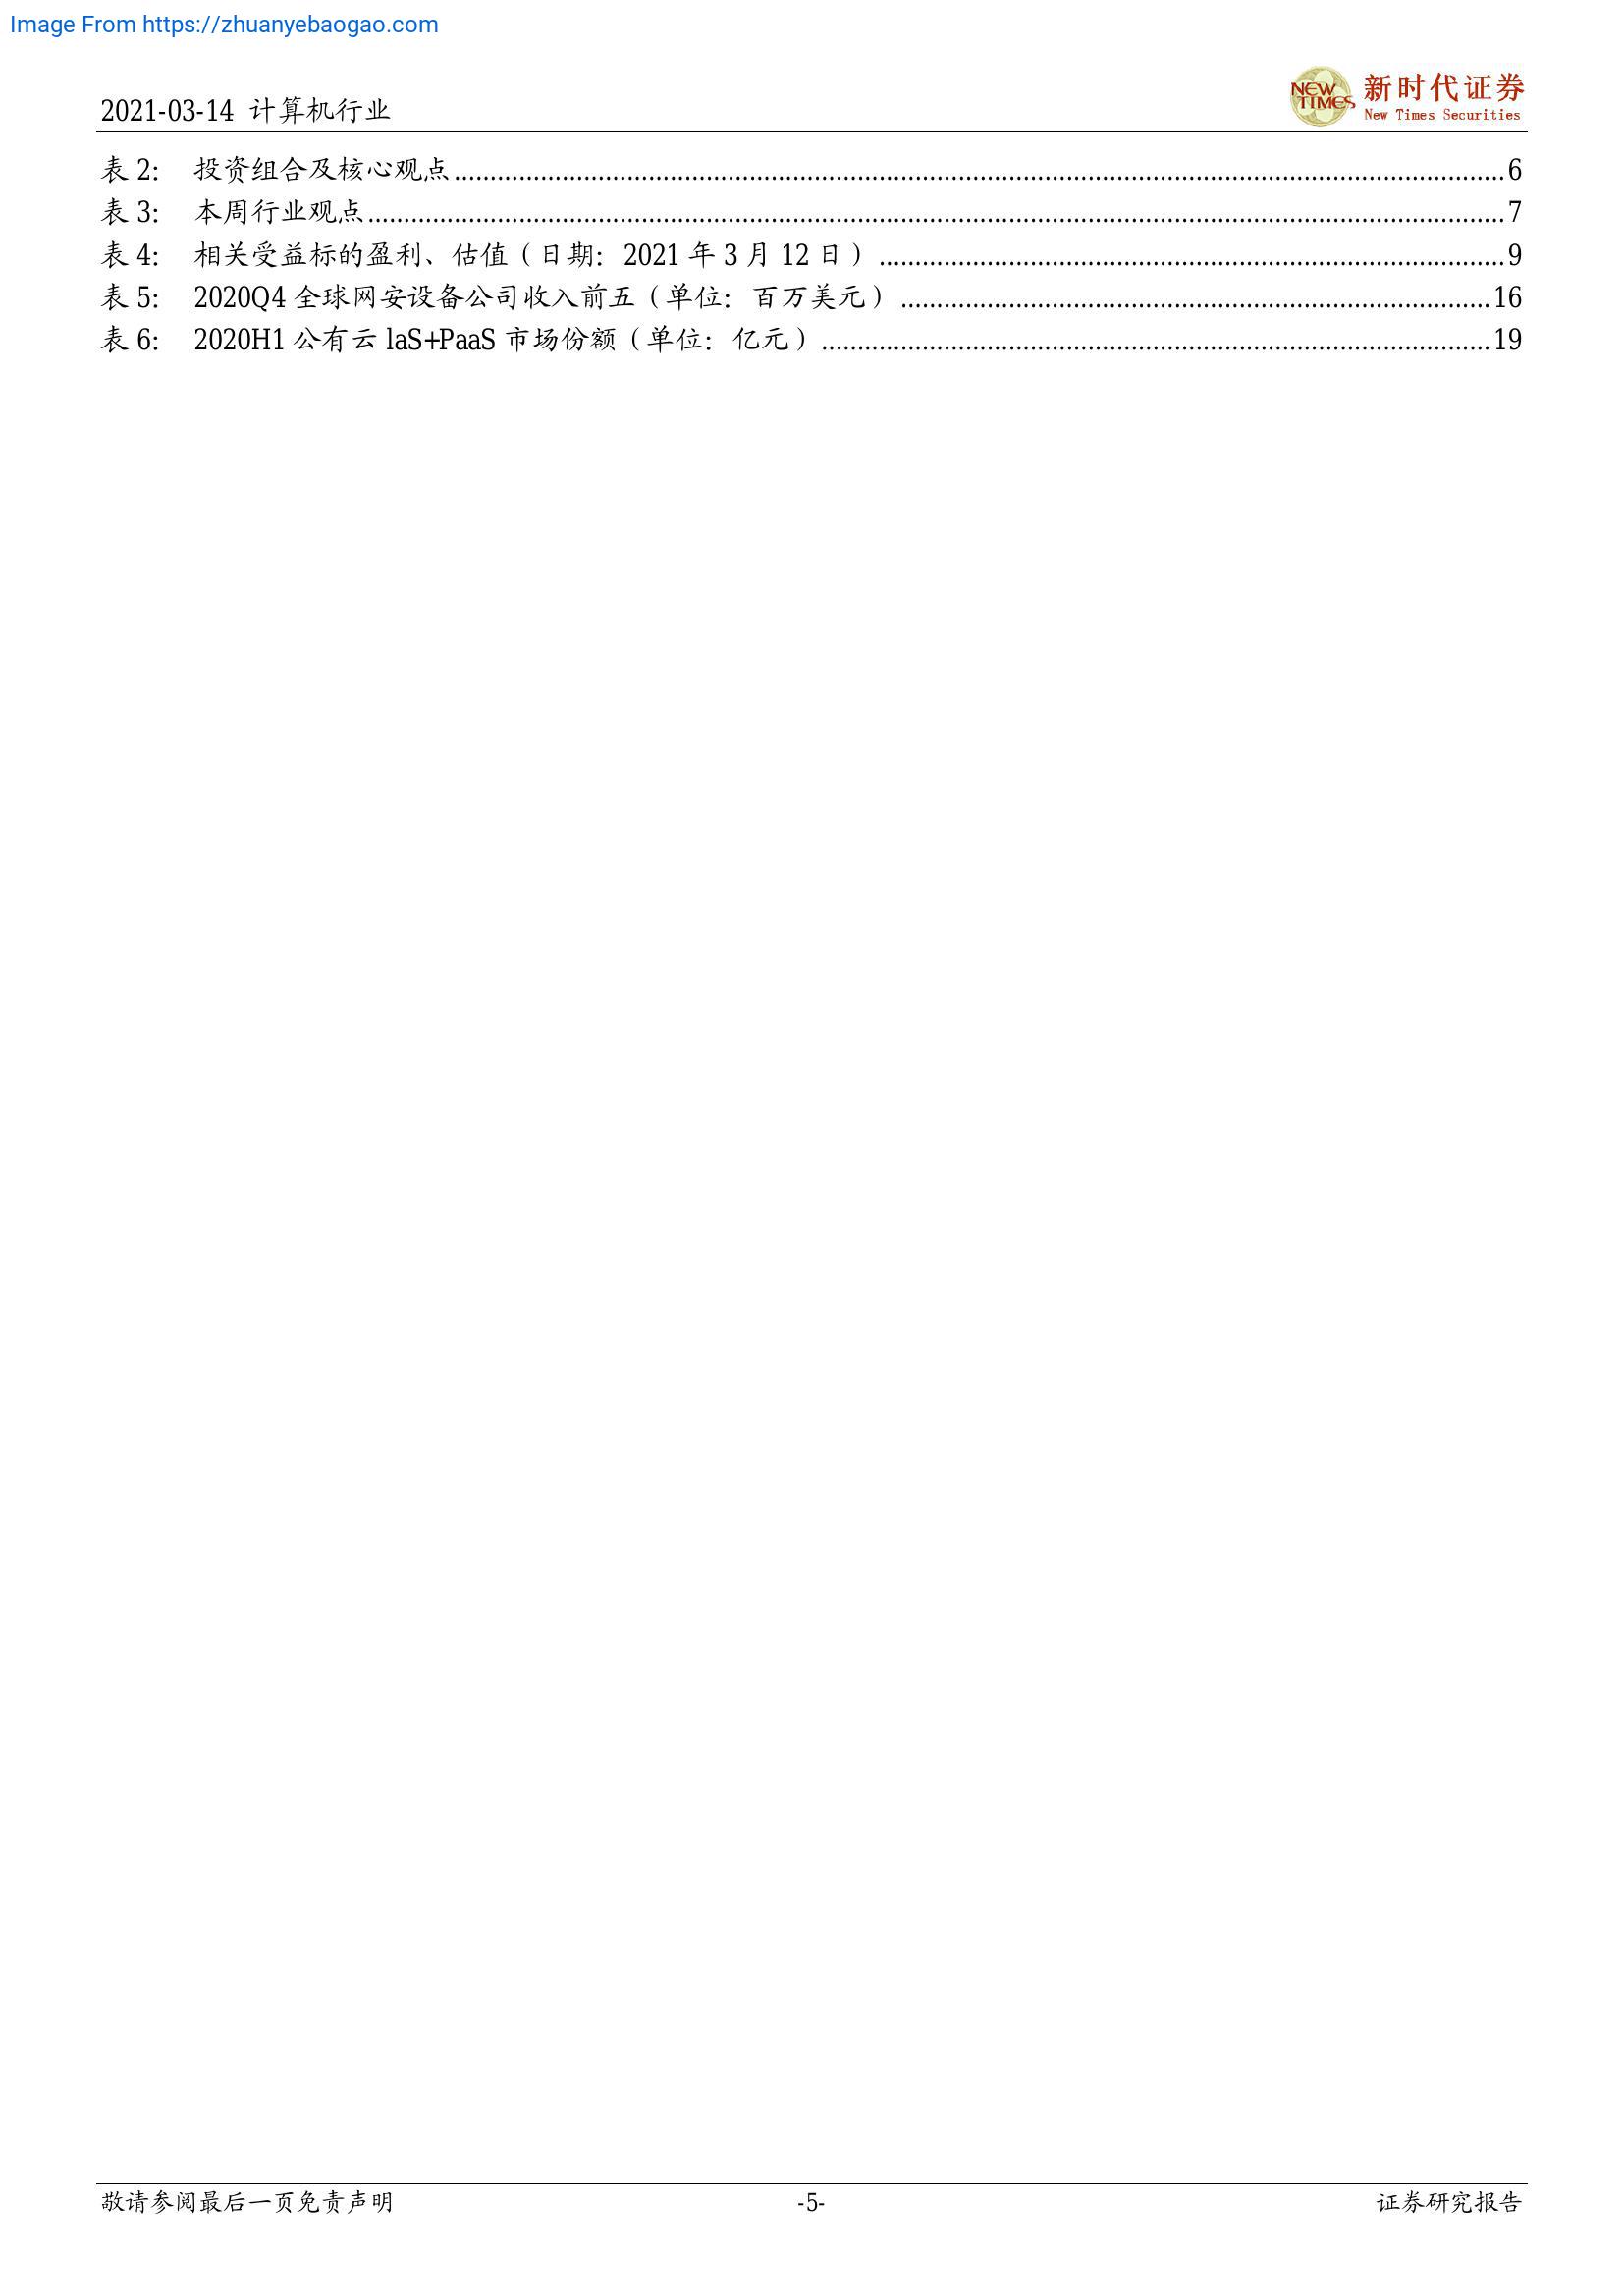 Image From https://zhuanyebaogao.com
2021-03-14 计算机行业
NEW TIMES 新时代证券
New Times Securities
表 2: 投资组合及核心观点 6
表 3: 本周行业观点 7
表 4: 相关受益标的盈利、估值（日期: 2021 年 3 月 12 日） 9
表 5: 2020Q4 全球网安设备公司收入前五（单位: 百万美元） 16
表 6: 2020H1 公有云 laS+PaaS 市场份额（单位: 亿元） 19
敬请参阅最后一页免责声明 -5- 证券研究报告